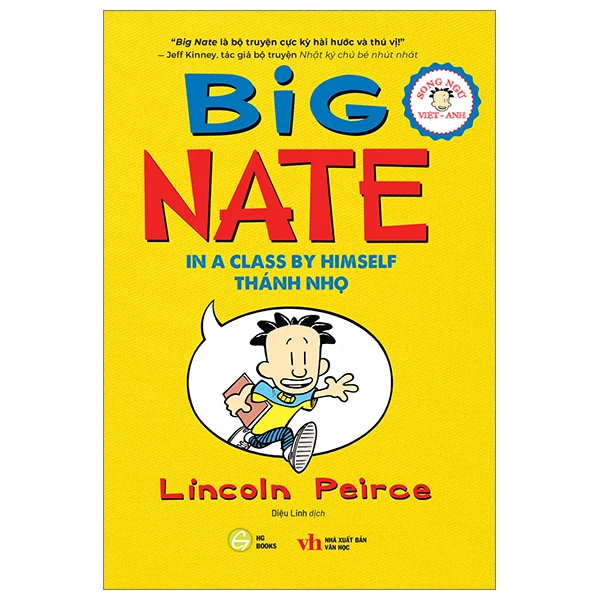 “Big Nate là bộ truyện cực kỳ hài hước và thú vị!”
— Jeff Kinney, tác giả bộ truyện Nhật ký chú bé nhút nhát
SONG NGỮ
VIỆT - ANH
BiG
NATE
IN A CLASS BY HIMSELF
THÁNH NHỌ
Lincoln Peirce
Diệu Linh dịch
HG
BOOKS
vh
NHÀ XUẤT BẢN
VĂN HỌC